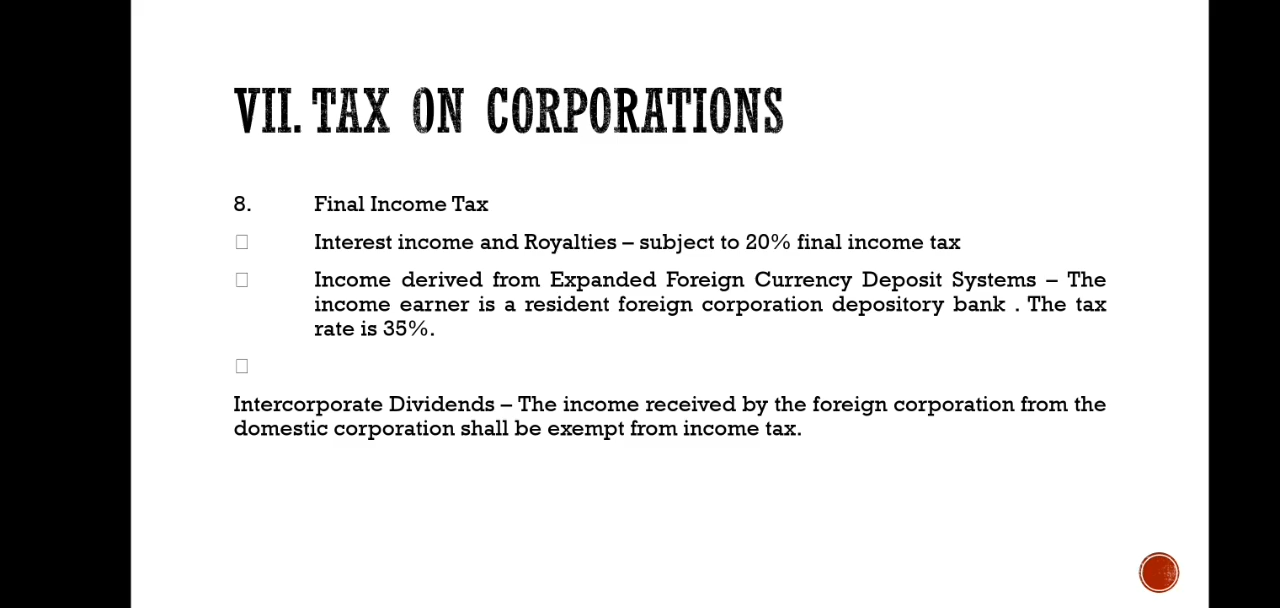 VII. TAX ON CORPORATIONS
8. Final Income Tax
Interest income and Royalties – subject to 20% final income tax
Income derived from Expanded Foreign Currency Deposit Systems – The
income earner is a resident foreign corporation depository bank . The tax
rate is 35%.
Intercorporate Dividends – The income received by the foreign corporation from the
domestic corporation shall be exempt from income tax.